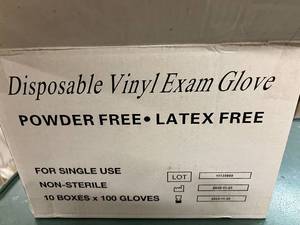 Disposable Vinyl Exam Glove
POWDER FREE • LATEX FREE
FOR SINGLE USE
LOT
NON-STERILE
10 BOXES x 100 GLOVES